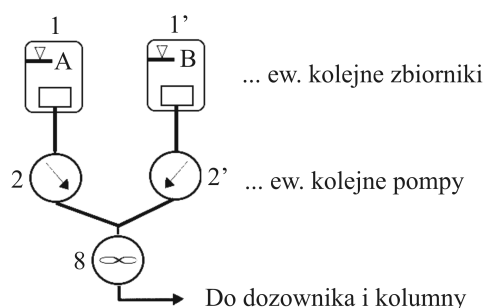 1 1’
A B ... ew. kolejne zbiorniki
2 2’ ... ew. kolejne pompy
8
Do dozownika i kolumny